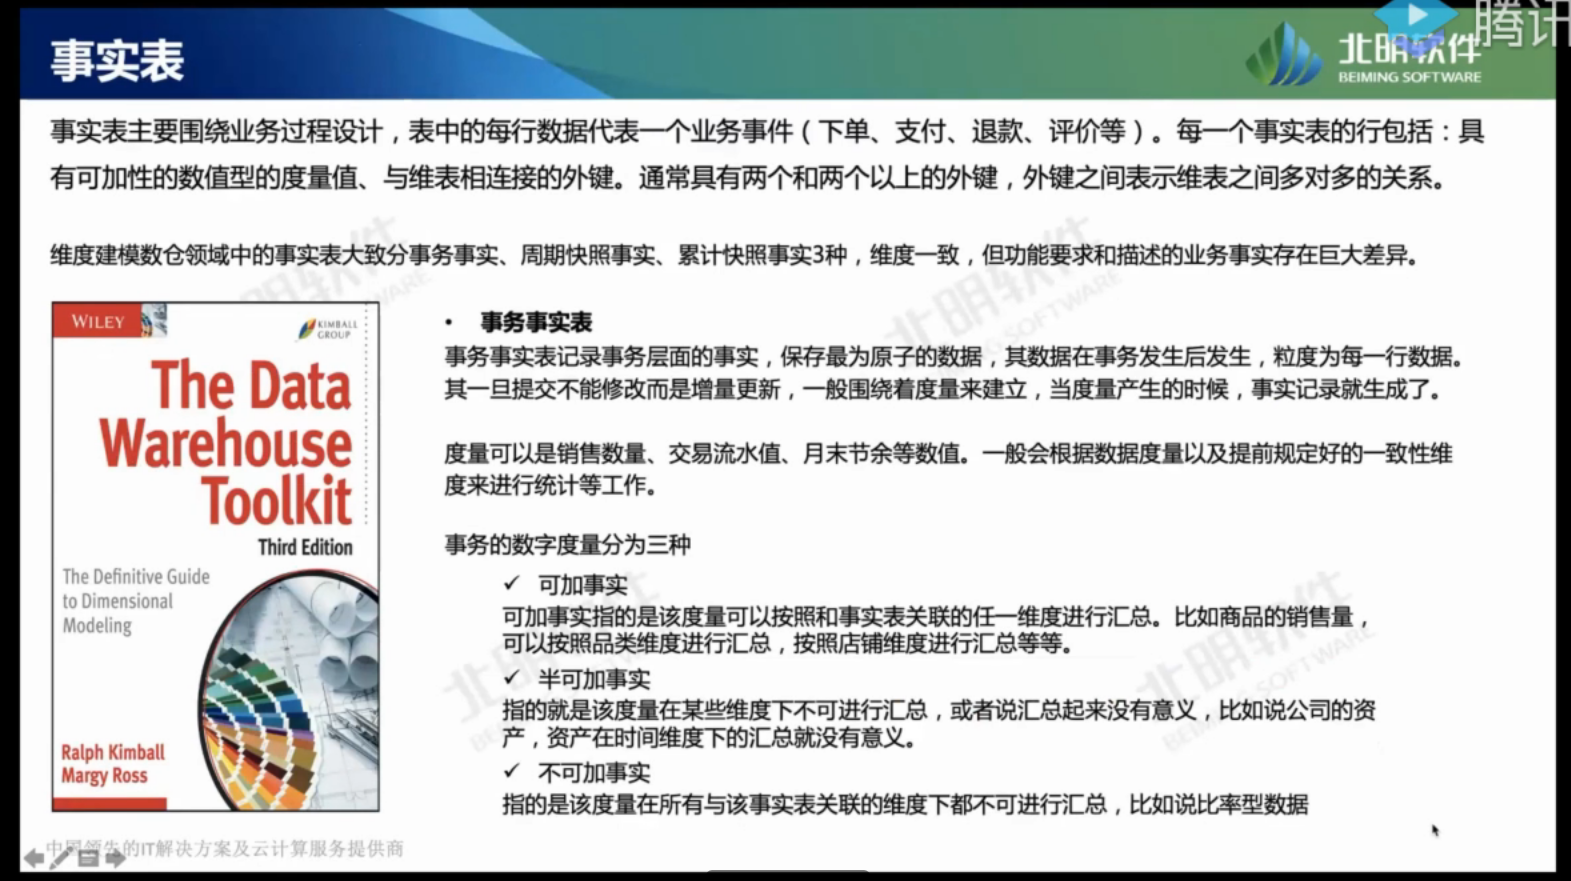 腾讯
事实表
北明软件
BEIMING SOFTWARE
事实表主要围绕业务过程设计，表中的每行数据代表一个业务事件（下单、支付、退款、评价等）。每一个事实表的行包括：具
有可加性的数值型的度量值、与维表相连接的外键。通常具有两个和两个以上的外键，外键之间表示维表之间多对多的关系。
维度建模数仓领域中的事实表大致分事务事实、周期快照事实、累计快照事实3种，维度一致，但功能要求和描述的业务事实存在巨大差异。
WILEY
KIMBALL
GROUP
The Data
Warehouse
Toolkit
Third Edition
The Definitive Guide
to Dimensional
Modeling
Ralph Kimball
Margy Ross
• 事务事实表
事务事实表记录事务层面的事实，保存最为原子的数据，其数据在事务发生后发生，粒度为每一行数据。
其一旦提交不能修改而是增量更新，一般围绕着度量来建立，当度量产生的时候，事实记录就生成了。
度量可以是销售数量、交易流水值、月末节余等数值。一般会根据数据度量以及提前规定好的一致性维
度来进行统计等工作。
事务的数字度量分为三种
✓ 可加事实
可加事实指的是该度量可以按照和事实表关联的任一维度进行汇总。比如商品的销售量，
可以按照品类维度进行汇总，按照店铺维度进行汇总等等。
✓ 半可加事实
指的就是该度量在某些维度下不可进行汇总，或者说汇总起来没有意义，比如说公司的资
产，资产在时间维度下的汇总就没有意义。
✓ 不可加事实
指的是该度量在所有与该事实表关联的维度下都不可进行汇总，比如说比率型数据
中国领先的IT解决方案及云计算服务提供商
北明软件
BEIMING SOFTWARE
北明软件
BEIMING SOFTWARE
北明软件
BEIMING SOFTWARE
北明软件
BEIMING SOFTWARE